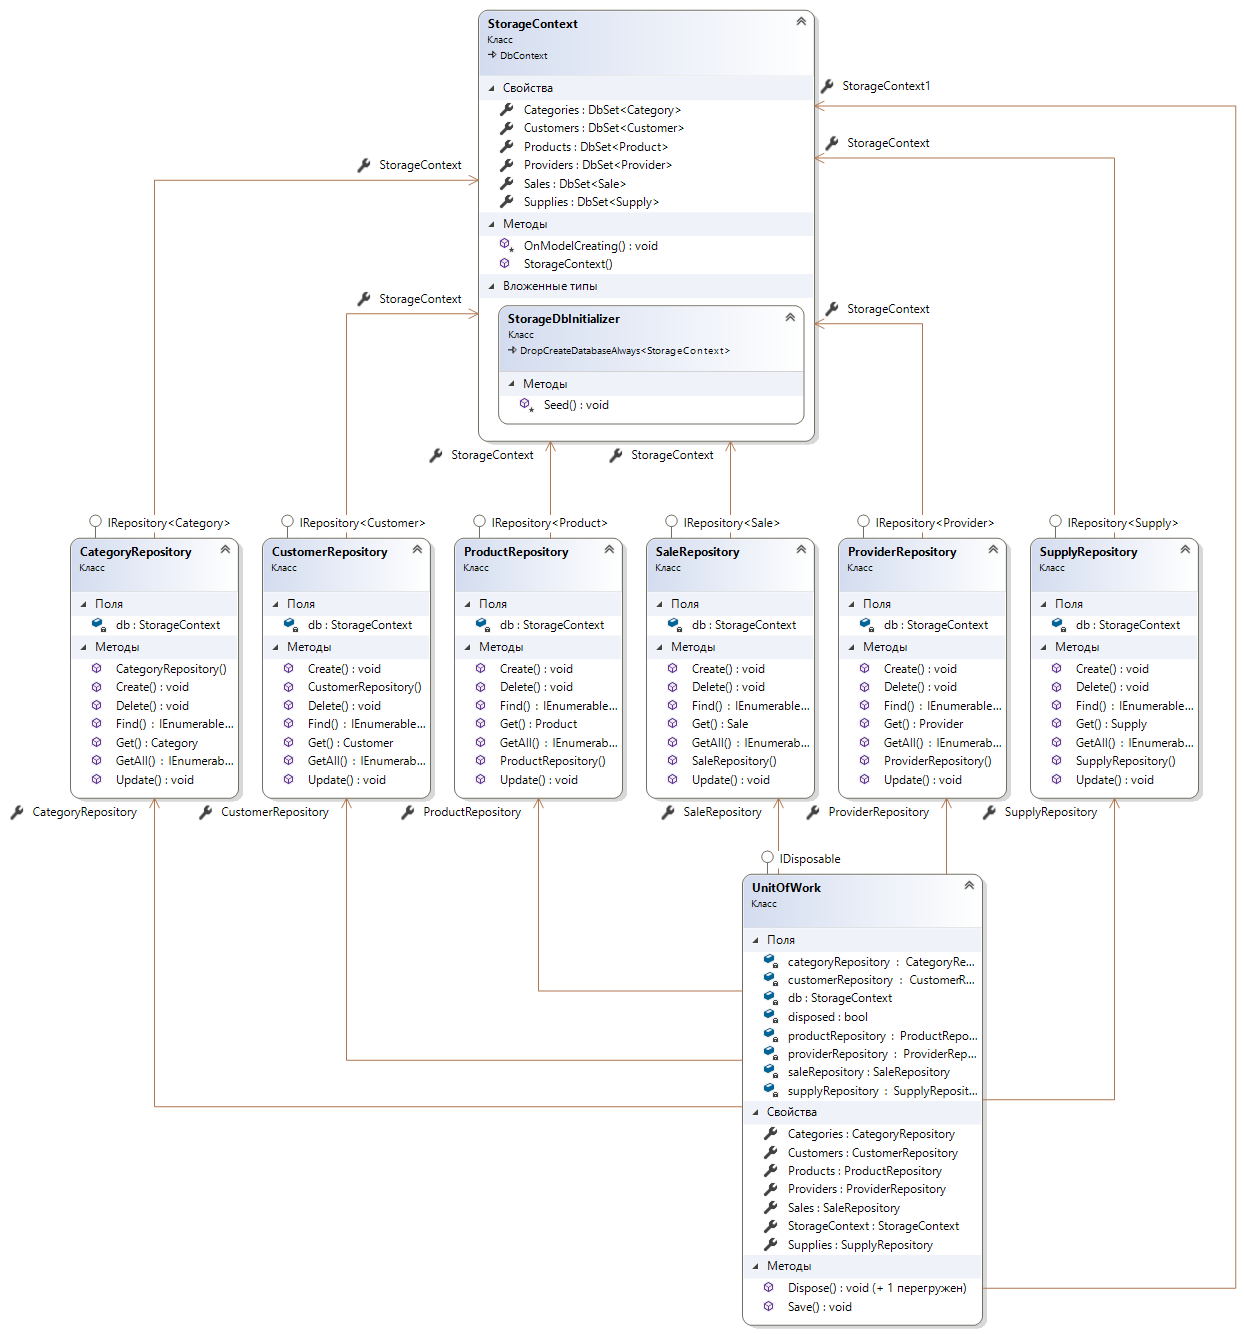 StorageContext
Класс
DbContext
Свойства
Categories : DbSet<Category>
Customers : DbSet<Customer>
Products : DbSet<Product>
Providers : DbSet<Provider>
Sales : DbSet<Sale>
Supplies : DbSet<Supply>
Методы
OnModelCreating() : void
StorageContext()
Вложенные типы
StorageDbInitializer
Класс
DropCreateDatabaseAlways<StorageContext>
Методы
Seed() : void
StorageContext1
StorageContext
StorageContext
StorageContext
StorageContext
StorageContext
StorageContext
IRepository<Category>
CategoryRepository
Класс
Поля
db : StorageContext
Методы
CategoryRepository()
Create() : void
Delete() : void
Find() : IEnumerable...
Get() : Category
GetAll() : IEnumerab...
Update() : void
IRepository<Customer>
CustomerRepository
Класс
Поля
db : StorageContext
Методы
Create() : void
CustomerRepository()
Delete() : void
Find() : IEnumerable...
Get() : Customer
GetAll() : IEnumerab...
Update() : void
IRepository<Product>
ProductRepository
Класс
Поля
db : StorageContext
Методы
Create() : void
Delete() : void
Find() : IEnumerable...
Get() : Product
GetAll() : IEnumerab...
ProductRepository()
Update() : void
IRepository<Sale>
SaleRepository
Класс
Поля
db : StorageContext
Методы
Create() : void
Delete() : void
Find() : IEnumerable...
Get() : Sale
GetAll() : IEnumerab...
SaleRepository()
Update() : void
IRepository<Provider>
ProviderRepository
Класс
Поля
db : StorageContext
Методы
Create() : void
Delete() : void
Find() : IEnumerable...
Get() : Provider
GetAll() : IEnumerab...
ProviderRepository()
Update() : void
IRepository<Supply>
SupplyRepository
Класс
Поля
db : StorageContext
Методы
Create() : void
Delete() : void
Find() : IEnumerable...
Get() : Supply
GetAll() : IEnumerab...
SupplyRepository()
Update() : void
CategoryRepository
CustomerRepository
ProductRepository
SaleRepository
ProviderRepository
SupplyRepository
IDisposable
UnitOfWork
Класс
Поля
categoryRepository : CategoryRe...
customerRepository : CustomerR...
db : StorageContext
disposed : bool
productRepository : ProductRepo...
providerRepository : ProviderRep...
saleRepository : SaleRepository
supplyRepository : SupplyReposit...
Свойства
Categories : CategoryRepository
Customers : CustomerRepository
Products : ProductRepository
Providers : ProviderRepository
Sales : SaleRepository
StorageContext : StorageContext
Supplies : SupplyRepository
Методы
Dispose() : void (+ 1 перегружен)
Save() : void